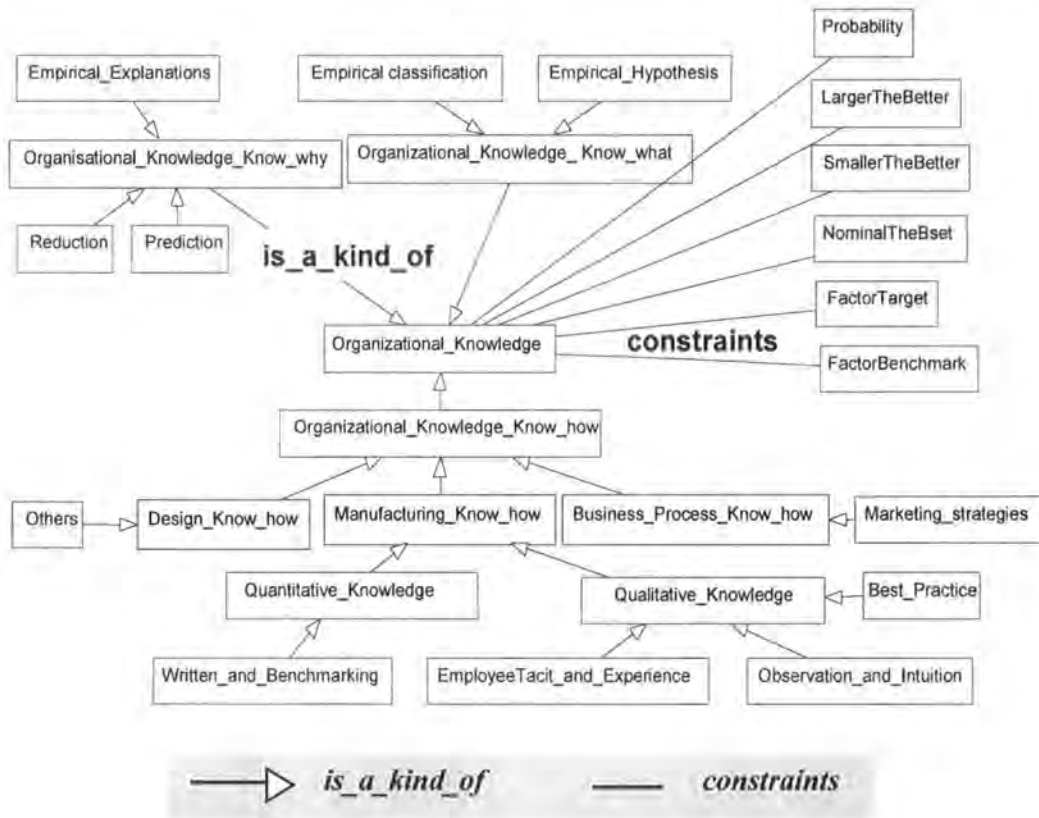 Probability
Empirical_Explanations
Empirical classification
Empirical_Hypothesis
LargerTheBetter
Organisational_Knowledge_Know_why
Organizational_Knowledge_ Know_what
SmallerTheBetter
Reduction
Prediction
is_a_kind_of
NominalTheBset
FactorTarget
Organizational_Knowledge
constraints
FactorBenchmark
Organizational_Knowledge_Know_how
Others
Design_Know_how
Manufacturing_Know_how
Business_Process_Know_how
Marketing_strategies
Quantitative_Knowledge
Qualitative_Knowledge
Best_Practice
Written_and_Benchmarking
EmployeeTacit_and_Experience
Observation_and_Intuition
is_a_kind_of
constraints